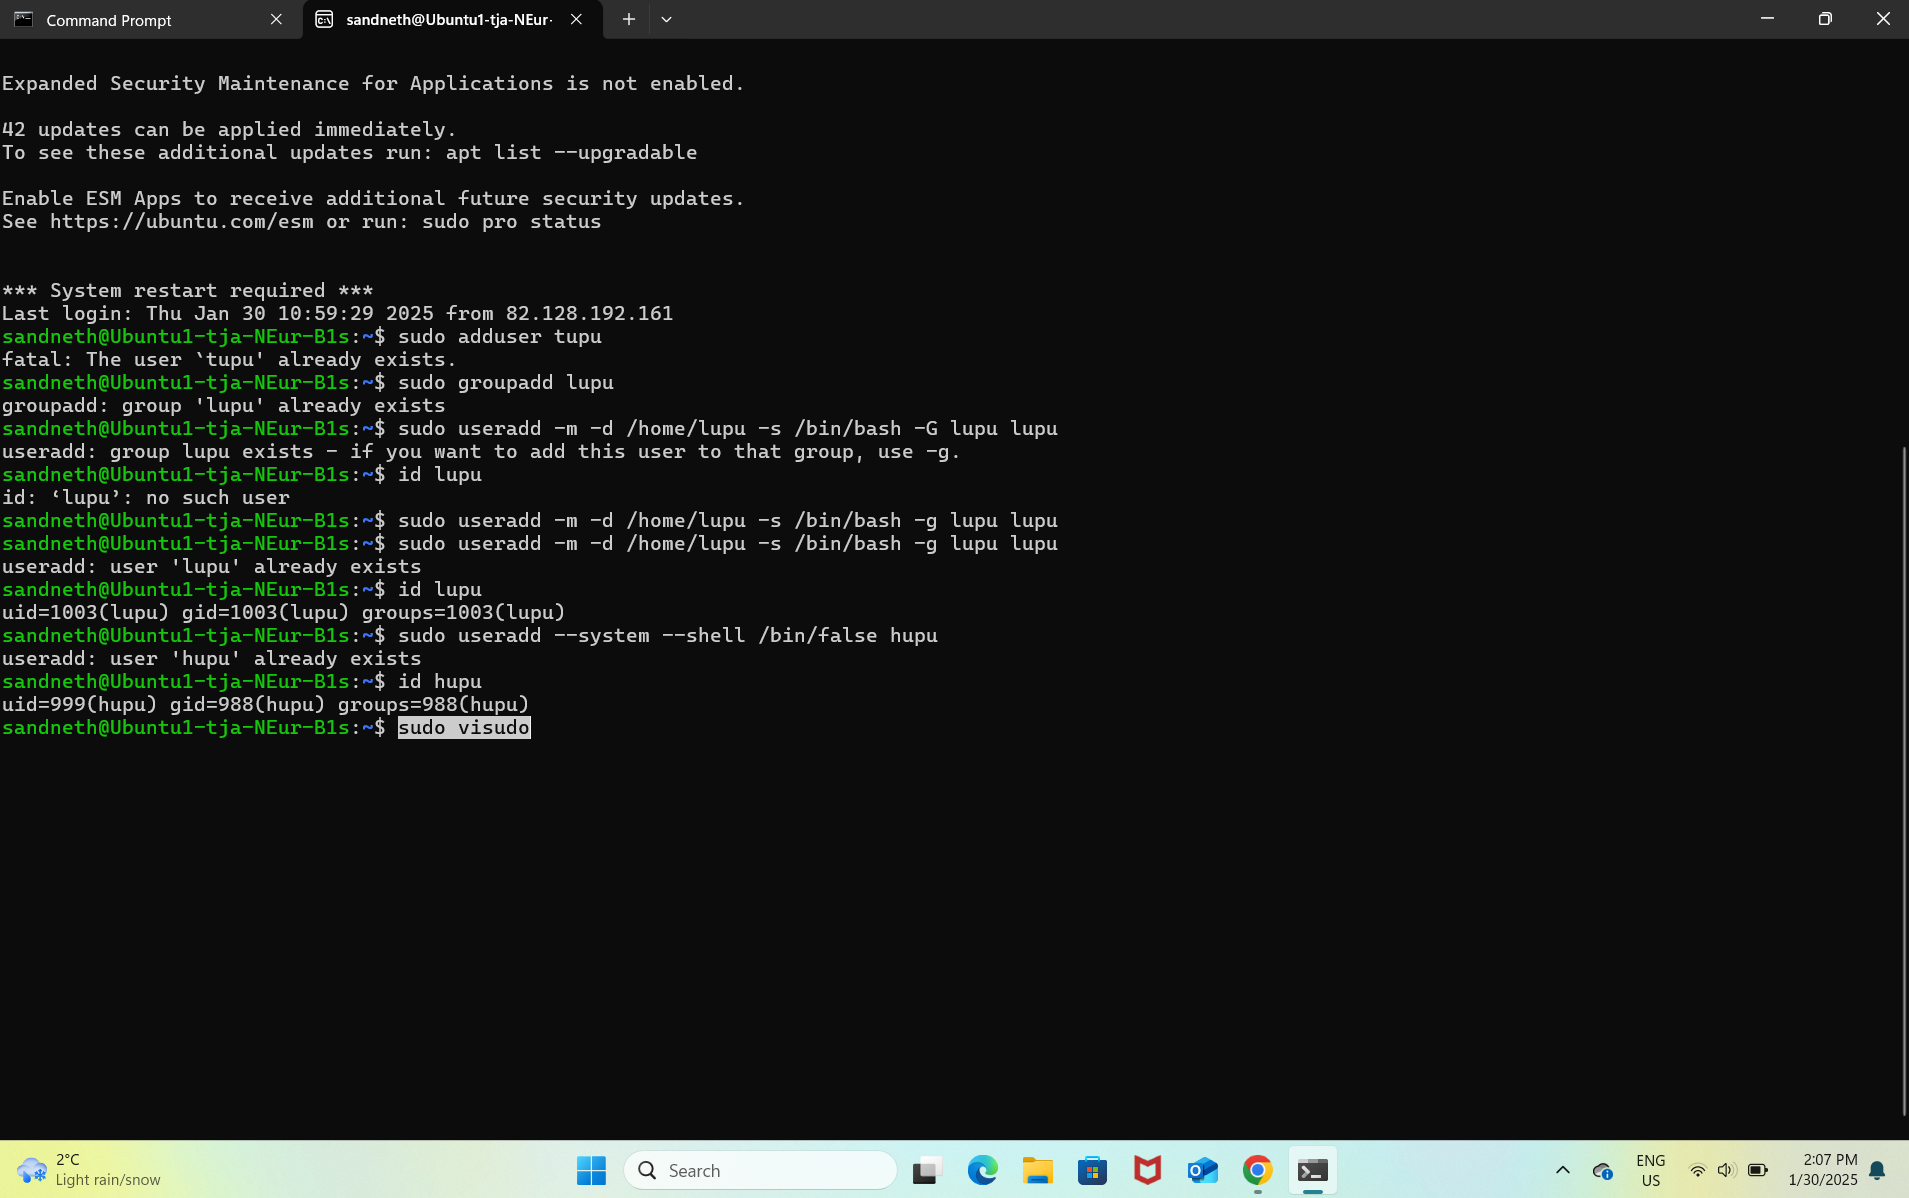 Command Prompt
sandneth@Ubuntu1-tja-NEur-
Expanded Security Maintenance for Applications is not enabled.
42 updates can be applied immediately.
To see these additional updates run: apt list --upgradable
Enable ESM Apps to receive additional future security updates.
See https://ubuntu.com/esm or run: sudo pro status
*** System restart required ***
Last login: Thu Jan 30 10:59:29 2025 from 82.128.192.161
sandneth@Ubuntu1-tja-NEur-B1s:~$ sudo adduser tupu
fatal: The user `tupu' already exists.
sandneth@Ubuntu1-tja-NEur-B1s:~$ sudo groupadd lupu
groupadd: group 'lupu' already exists
sandneth@Ubuntu1-tja-NEur-B1s:~$ sudo useradd -m -d /home/lupu -s /bin/bash -G lupu lupu
useradd: group lupu exists - if you want to add this user to that group, use -g.
sandneth@Ubuntu1-tja-NEur-B1s:~$ id lupu
id: ‘lupu’: no such user
sandneth@Ubuntu1-tja-NEur-B1s:~$ sudo useradd -m -d /home/lupu -s /bin/bash -g lupu lupu
sandneth@Ubuntu1-tja-NEur-B1s:~$ sudo useradd -m -d /home/lupu -s /bin/bash -g lupu lupu
useradd: user 'lupu' already exists
sandneth@Ubuntu1-tja-NEur-B1s:~$ id lupu
uid=1003(lupu) gid=1003(lupu) groups=1003(lupu)
sandneth@Ubuntu1-tja-NEur-B1s:~$ sudo useradd --system --shell /bin/false hupu
useradd: user 'hupu' already exists
sandneth@Ubuntu1-tja-NEur-B1s:~$ id hupu
uid=999(hupu) gid=988(hupu) groups=988(hupu)
sandneth@Ubuntu1-tja-NEur-B1s:~$ sudo visudo
2°C
Light rain/snow
Search
ENG
US
2:07 PM
1/30/2025